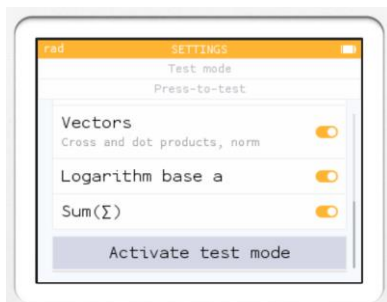 rad SETTINGS
Test mode
Press-to-test
Vectors
Cross and dot products, norm
Logarithm base a
Sum(∑)
Activate test mode